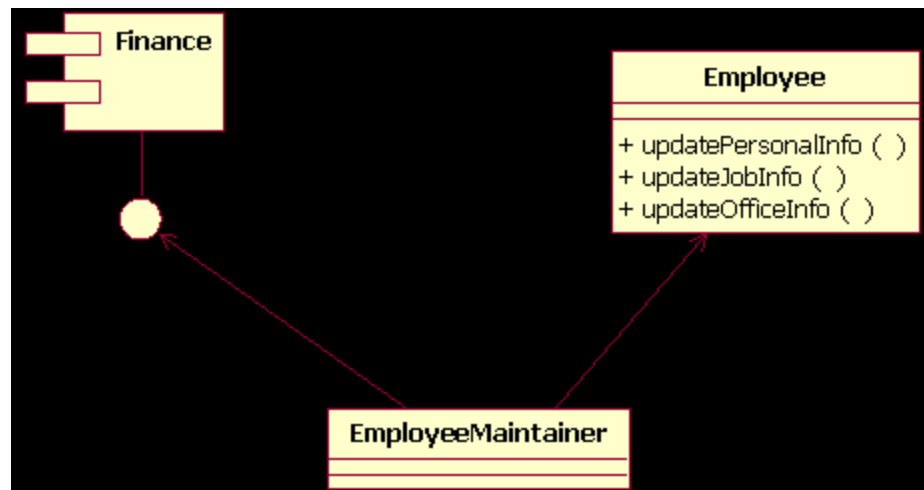 Finance
Employee
+ updatePersonalInfo ( )
+ updateJobInfo ( )
+ updateOfficeInfo ( )
EmployeeMaintainer